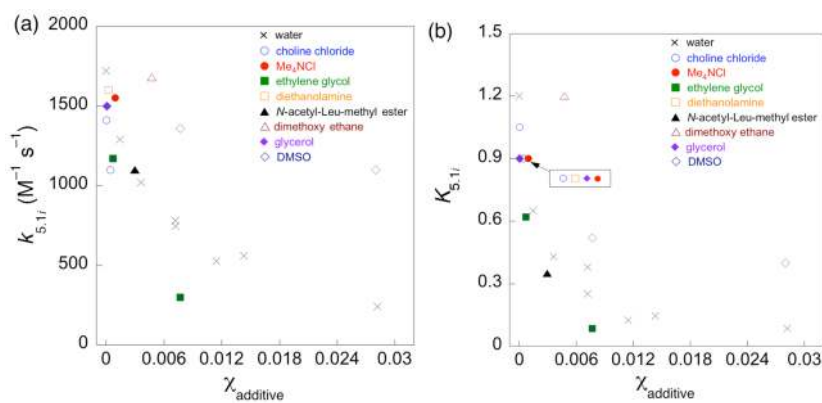 (a)
2000
1500
1000
500
0
k5.1i (M−1 s−1)
0 0.006 0.012 0.018 0.024 0.03
χadditive
water
choline chloride
Me4NCl
ethylene glycol
diethanolamine
N-acetyl-Leu-methyl ester
dimethoxy ethane
glycerol
DMSO
(b)
1.5
1.2
0.9
0.6
0.3
0
K5.1i
0 0.006 0.012 0.018 0.024 0.03
χadditive
water
choline chloride
Me4NCl
ethylene glycol
diethanolamine
N-acetyl-Leu-methyl ester
dimethoxy ethane
glycerol
DMSO